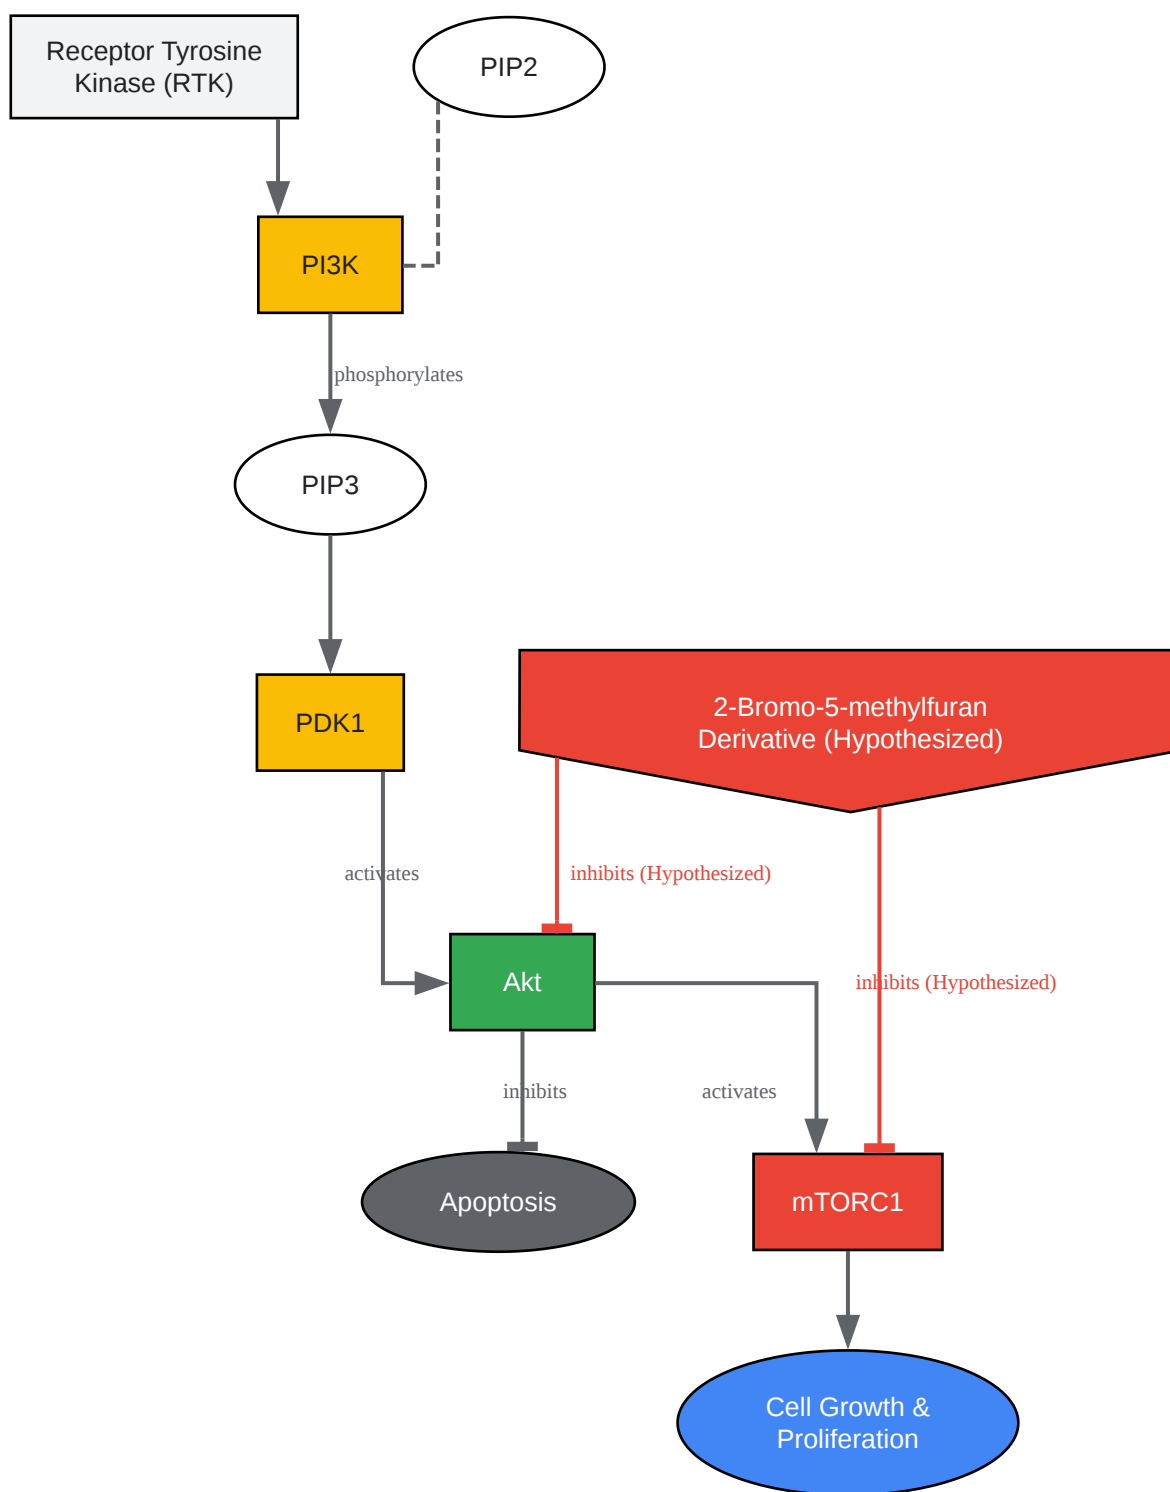 Receptor Tyrosine
Kinase (RTK)
PIP2
PI3K
phosphorylates
PIP3
PDK1
2-Bromo-5-methylfuran
Derivative (Hypothesized)
activates
inhibits (Hypothesized)
Akt
inhibits (Hypothesized)
inhibits
activates
Apoptosis
mTORC1
Cell Growth &
Proliferation